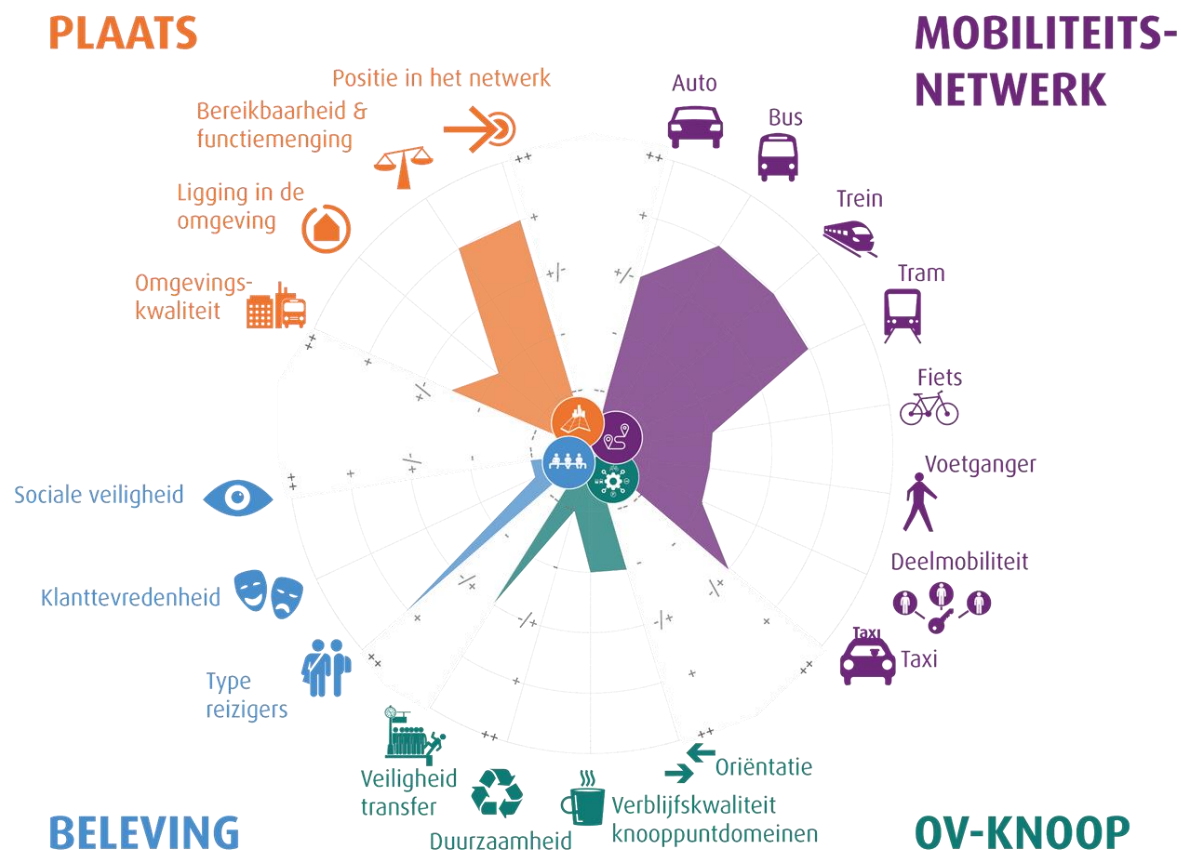 PLAATS
MOBILITEITS-
NETWERK
Positie in het netwerk
Bereikbaarheid &
functiemenging
Ligging in de
omgeving
Omgevings-
kwaliteit
Auto
Bus
Trein
Tram
Fiets
Voetganger
Deelmobiliteit
Taxi
Taxi
++
+
+/-
-
++
+
+/-
-
++
+
+/-
-
++
+
+/-
-
Sociale veiligheid
Klanttevredenheid
Type
reizigers
++
+
+/-
-
++
+
+/-
-
++
+
+/-
-
++
+
+/-
-
Veiligheid
transfer
Duurzaamheid
Verblijfskwaliteit
knooppuntdomeinen
Oriëntatie
BELEVING
OV-KNOOP